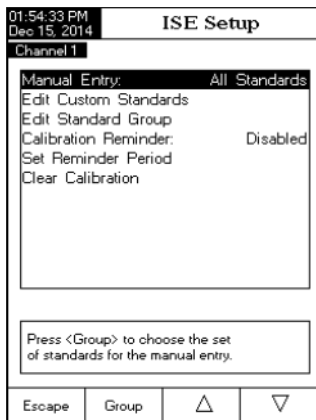 01:54:33 PM
Dec 15, 2014
ISE Setup
Channel 1
Manual Entry: All Standards
Edit Custom Standards
Edit Standard Group
Calibration Reminder: Disabled
Set Reminder Period
Clear Calibration
Press <Group> to choose the set
of standards for the manual entry.
Escape Group △ ▽